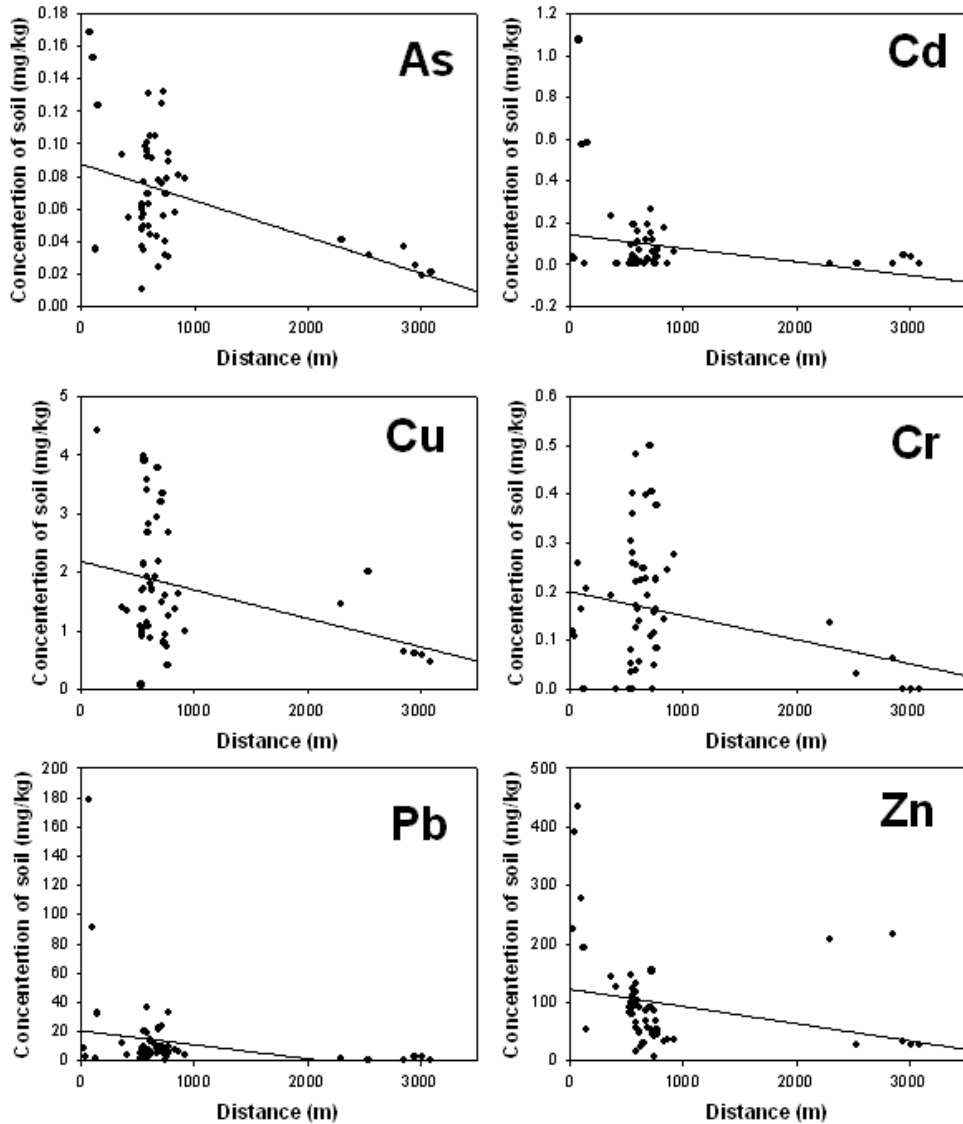 As
Concentertion of soil (mg/kg)
0.18
0.16
0.14
0.12
0.10
0.08
0.06
0.04
0.02
0.00
0 1000 2000 3000
Distance (m)
Cd
Concentertion of soil (mg/kg)
1.2
1.0
0.8
0.6
0.4
0.2
0.0
-0.2
0 1000 2000 3000
Distance (m)
Cu
Concentertion of soil (mg/kg)
5
4
3
2
1
0
0 1000 2000 3000
Distance (m)
Cr
Concentertion of soil (mg/kg)
0.6
0.5
0.4
0.3
0.2
0.1
0.0
0 1000 2000 3000
Distance (m)
Pb
Concentertion of soil (mg/kg)
200
180
160
140
120
100
80
60
40
20
0
0 1000 2000 3000
Distance (m)
Zn
Concentertion of soil (mg/kg)
500
400
300
200
100
0
0 1000 2000 3000
Distance (m)